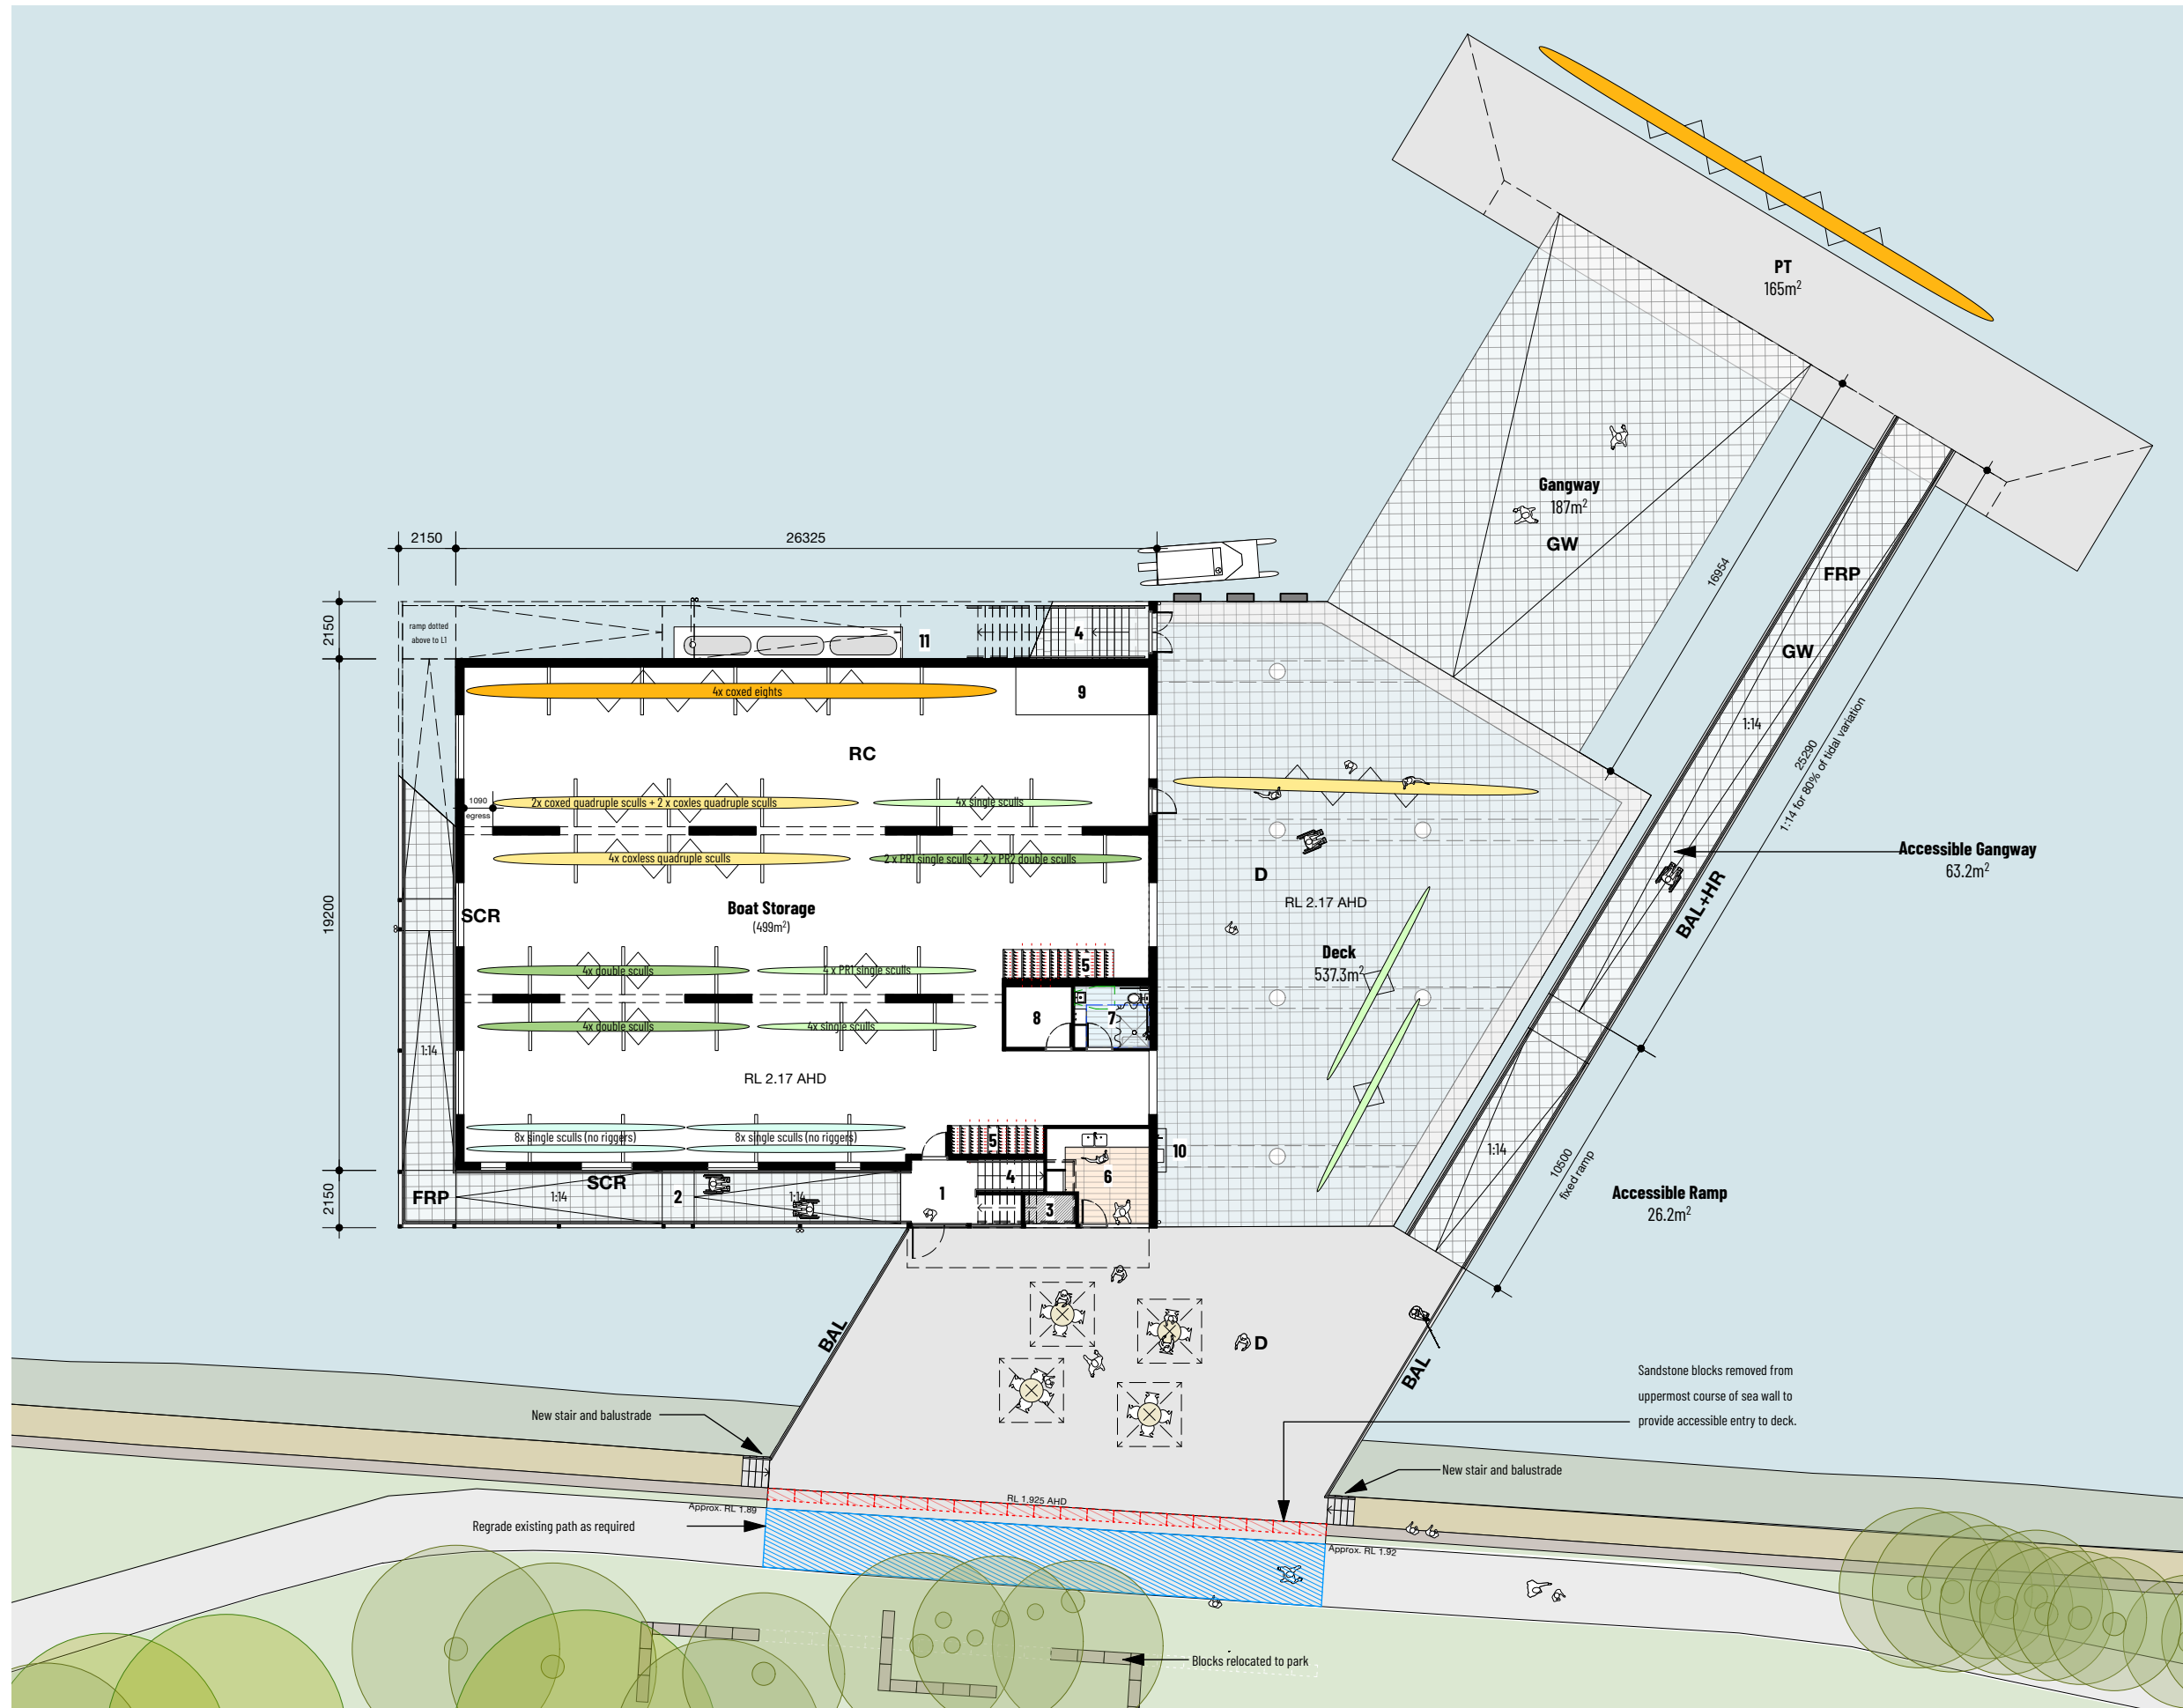 PT
165m²
Gangway
187m²
GW
16954
FRP
GW
1:14
25290
1:14 for 80% of tidal variation
BAL+HR
Accessible Gangway
63.2m²
2150
26325
2150
19200
2150
ramp dotted
above to L1
11
4
4x coxed eights
9
RC
1090
egress
2x coxed quadruple sculls + 2 x coxles quadruple sculls
4x single sculls
4x coxless quadruple sculls
2 x PR1 single sculls + 2 x PR2 double sculls
D
RL 2.17 AHD
SCR
Boat Storage
(499m²)
Deck
537.3m²
4x double sculls
4 x PR1 single sculls
5
8
7
4x double sculls
4x single sculls
1:14
RL 2.17 AHD
8x single sculls (no riggers)
8x single sculls (no riggers)
5
10
4
6
FRP
1:14
SCR
2
1:14
1
3
1:14
10500
fixed ramp
Accessible Ramp
26.2m²
BAL
D
BAL
Sandstone blocks removed from
uppermost course of sea wall to
provide accessible entry to deck.
New stair and balustrade
New stair and balustrade
Approx. RL 1.89
RL 1.925 AHD
Regrade existing path as required
Approx. RL 1.92
Blocks relocated to park